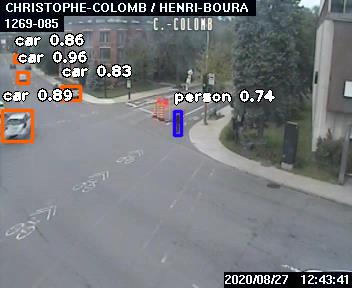 CHRISTOPHE-COLOMB / HENRI-BOURA
1269-085
C.-COLOMB
car 0.86
car 0.96
car 0.83
car 0.89
person 0.74
2020/08/27 12:43:41